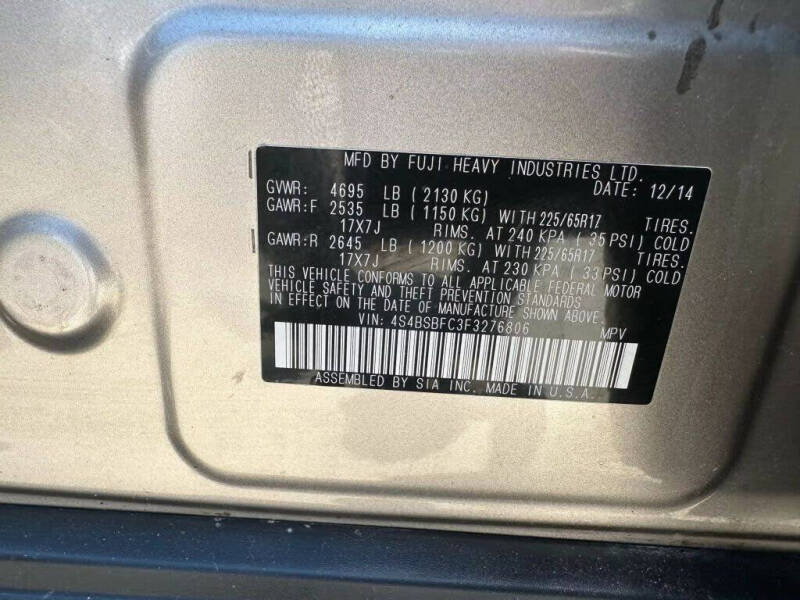 MFD BY FUJI HEAVY INDUSTRIES LTD.
DATE: 12/14
GVWR: 4695 LB ( 2130 KG)
GAWR:F 2535 LB ( 1150 KG) WITH 225/65R17 TIRES.
17X7J RIMS. AT 240 KPA ( 35 PSI) COLD
GAWR:R 2645 LB ( 1200 KG) WITH 225/65R17 TIRES.
17X7J RIMS. AT 230 KPA ( 33 PSI) COLD
THIS VEHICLE CONFORMS TO ALL APPLICABLE FEDERAL MOTOR
VEHICLE SAFETY AND THEFT PREVENTION STANDARDS
IN EFFECT ON THE DATE OF MANUFACTURE SHOWN ABOVE.
VIN: 4S4BSBFC3F3276806 MPV
ASSEMBLED BY SIA INC. MADE IN U.S.A.